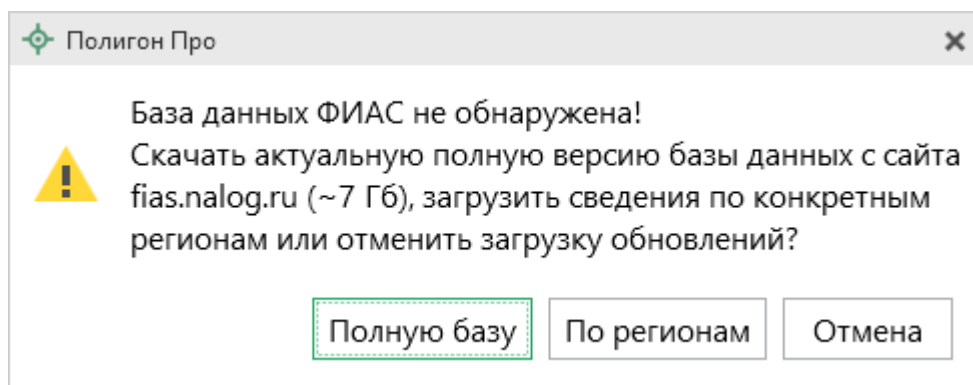 Полигон Про
База данных ФИАС не обнаружена!
Скачать актуальную полную версию базы данных с сайта
fias.nalog.ru (~7 Гб), загрузить сведения по конкретным
регионам или отменить загрузку обновлений?
Полную базу По регионам Отмена